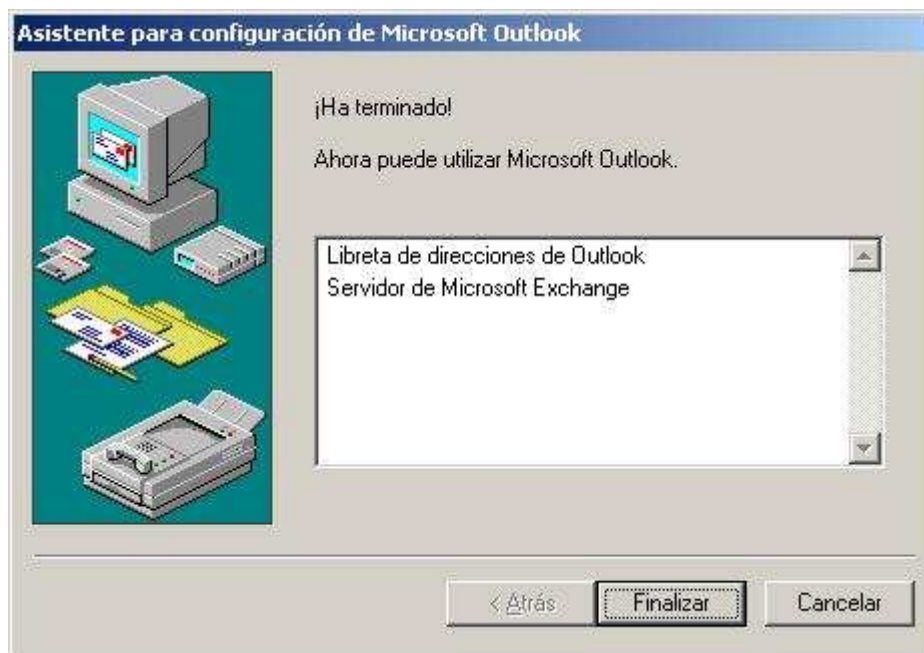 Asistente para configuración de Microsoft Outlook
¡Ha terminado!
Ahora puede utilizar Microsoft Outlook.
Libreta de direcciones de Outlook
Servidor de Microsoft Exchange
< Atrás
Finalizar
Cancelar